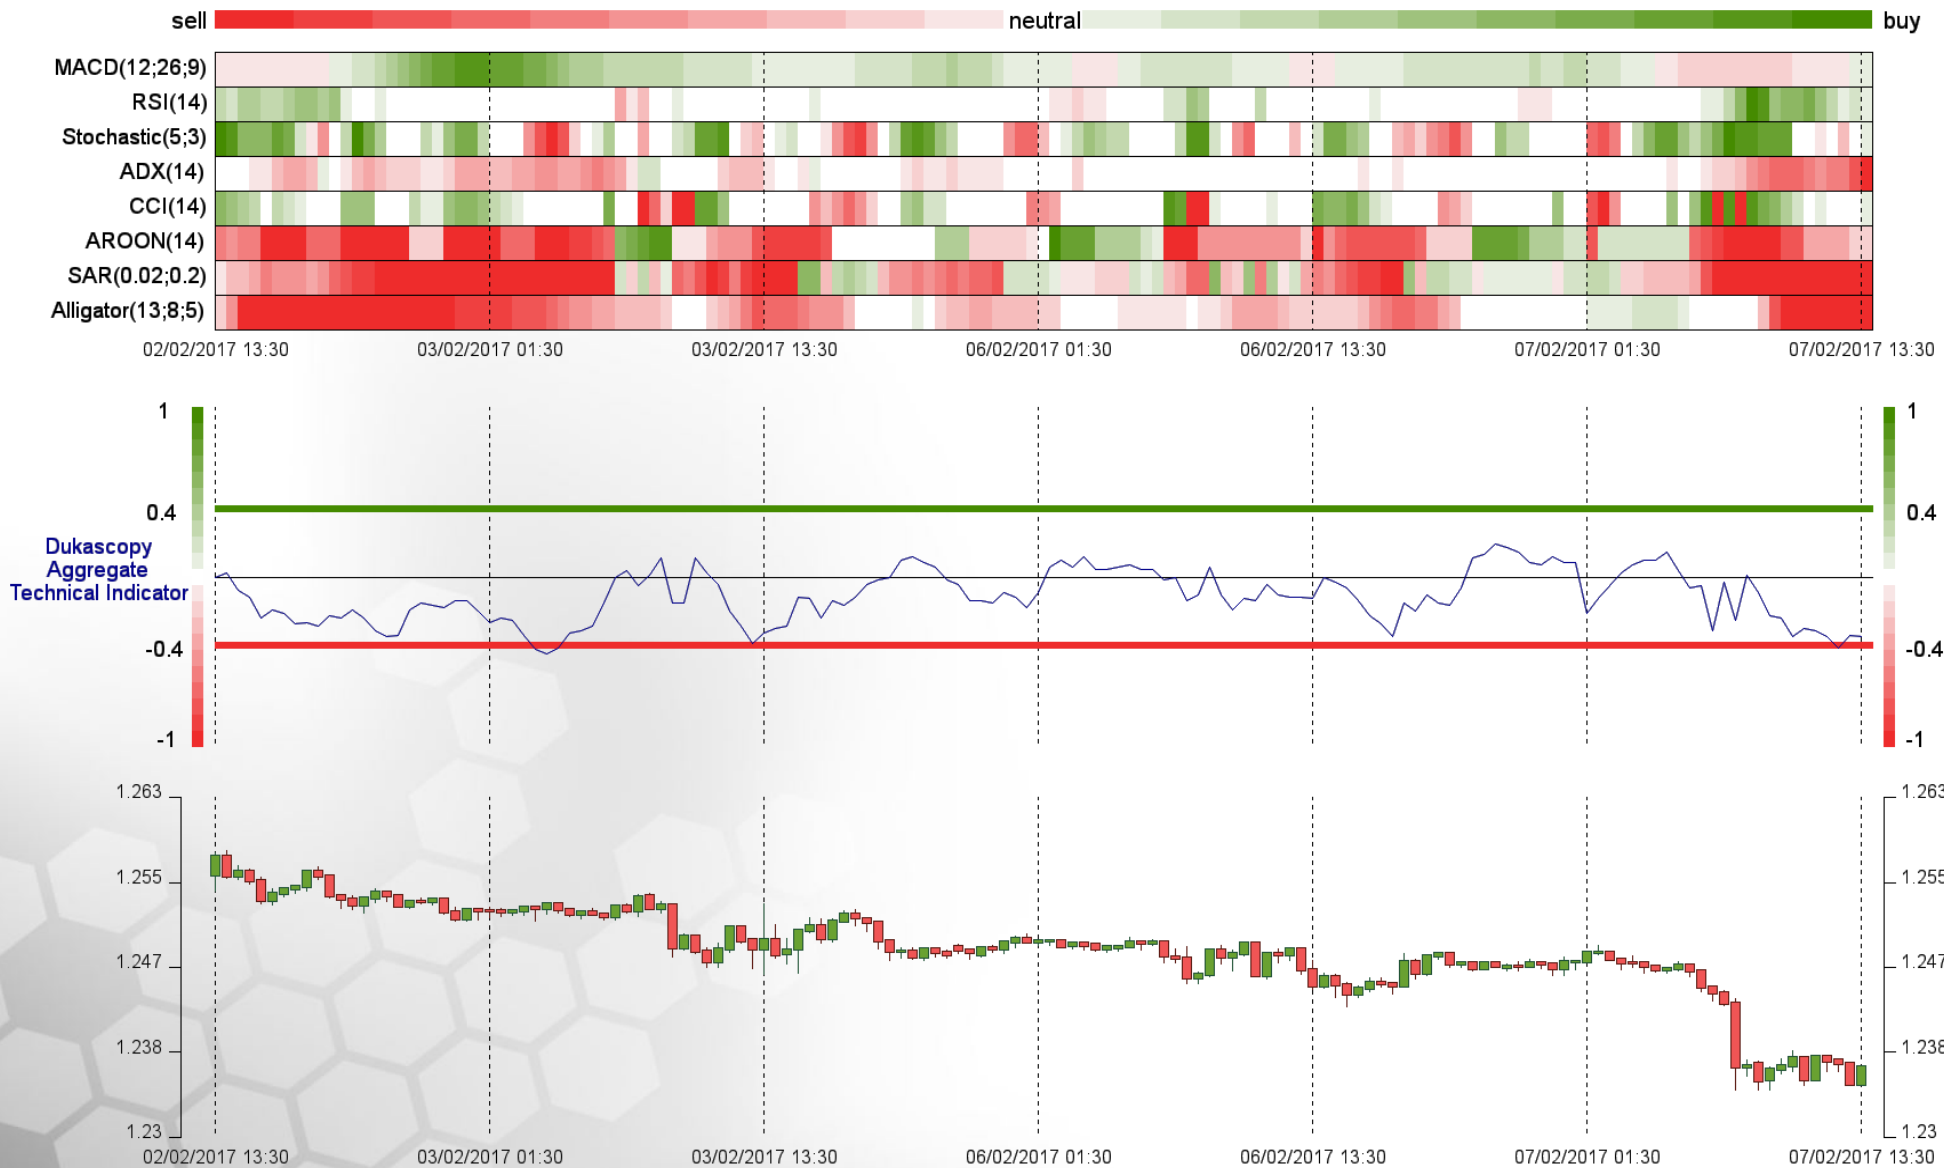 sell neutral buy
MACD(12;26;9)
RSI(14)
Stochastic(5;3)
ADX(14)
CCI(14)
AROON(14)
SAR(0.02;0.2)
Alligator(13;8;5)
02/02/2017 13:30 03/02/2017 01:30 03/02/2017 13:30 06/02/2017 01:30 06/02/2017 13:30 07/02/2017 01:30 07/02/2017 13:30
1 1
0.4 0.4
Dukascopy
Aggregate
Technical Indicator
-0.4 -0.4
-1 -1
1.263 1.263
1.255 1.255
1.247 1.247
1.238 1.238
1.23 1.23
02/02/2017 13:30 03/02/2017 01:30 03/02/2017 13:30 06/02/2017 01:30 06/02/2017 13:30 07/02/2017 01:30 07/02/2017 13:30